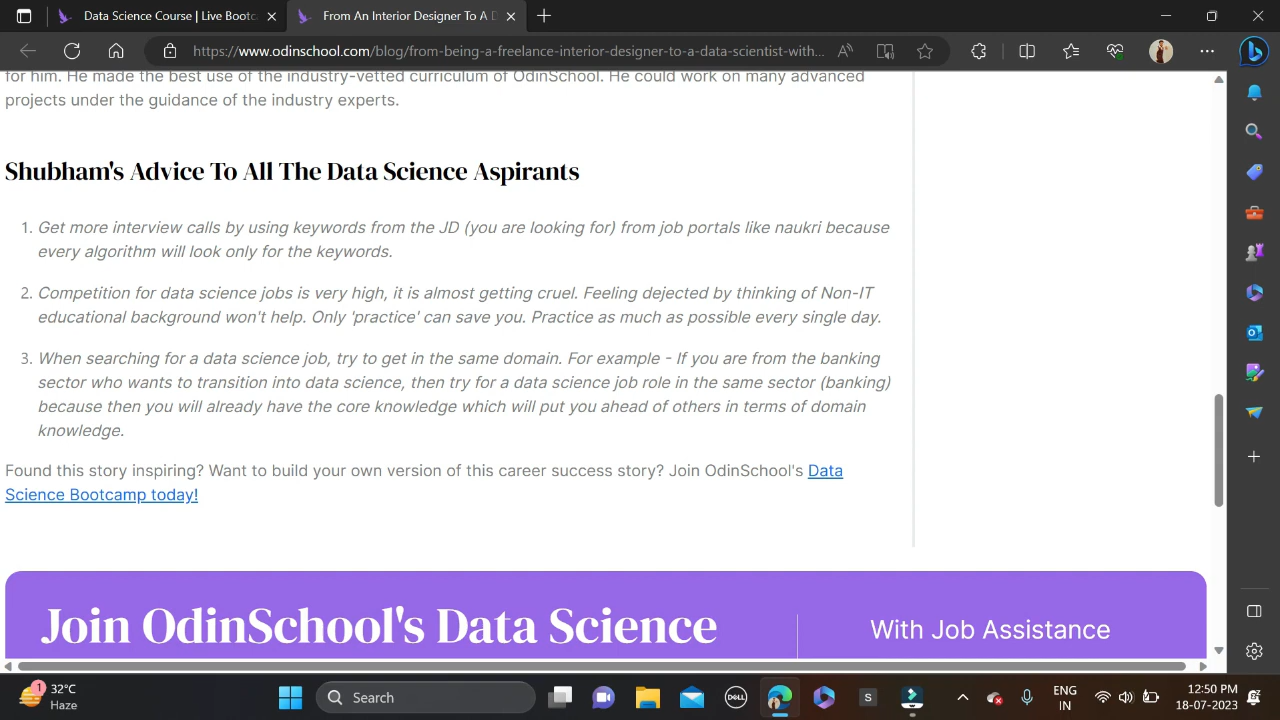 Data Science Course | Live Bootc
From An Interior Designer To A D
https://www.odinschool.com/blog/from-being-a-freelance-interior-designer-to-a-data-scientist-with...
for him. He made the best use of the industry-vetted curriculum of OdinSchool. He could work on many advanced
projects under the guidance of the industry experts.
Shubham's Advice To All The Data Science Aspirants
1. Get more interview calls by using keywords from the JD (you are looking for) from job portals like naukri because
every algorithm will look only for the keywords.
2. Competition for data science jobs is very high, it is almost getting cruel. Feeling dejected by thinking of Non-IT
educational background won't help. Only 'practice' can save you. Practice as much as possible every single day.
3. When searching for a data science job, try to get in the same domain. For example - If you are from the banking
sector who wants to transition into data science, then try for a data science job role in the same sector (banking)
because then you will already have the core knowledge which will put you ahead of others in terms of domain
knowledge.
Found this story inspiring? Want to build your own version of this career success story? Join OdinSchool's Data
Science Bootcamp today!
Join OdinSchool's Data Science
With Job Assistance
1
32°C
Haze
Search
DELL
S
ENG
IN
12:50 PM
18-07-2023